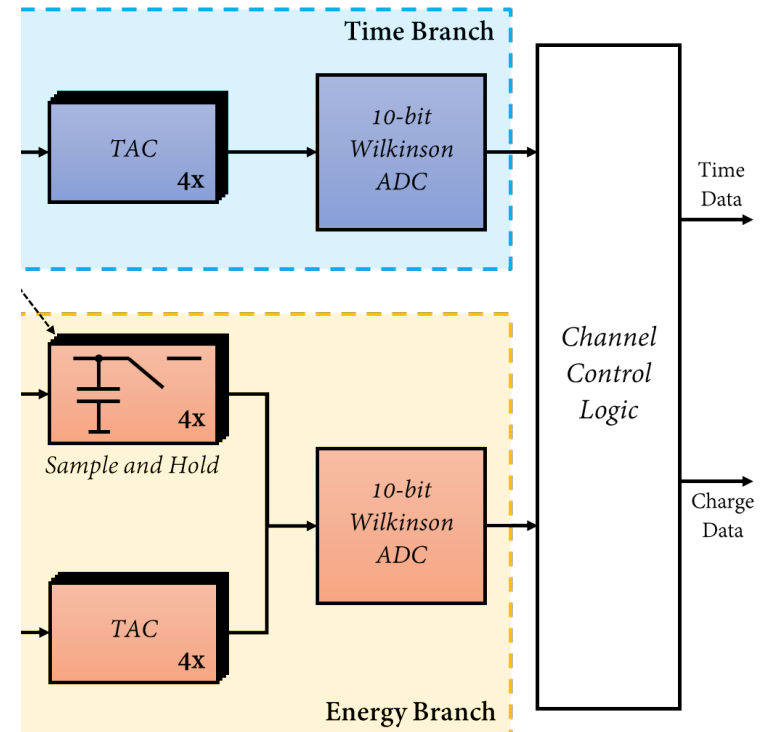 Time Branch
TAC
4x
10-bit
Wilkinson
ADC
Time
Data
Channel
Control
Logic
4x
Sample and Hold
10-bit
Wilkinson
ADC
Charge
Data
TAC
4x
Energy Branch